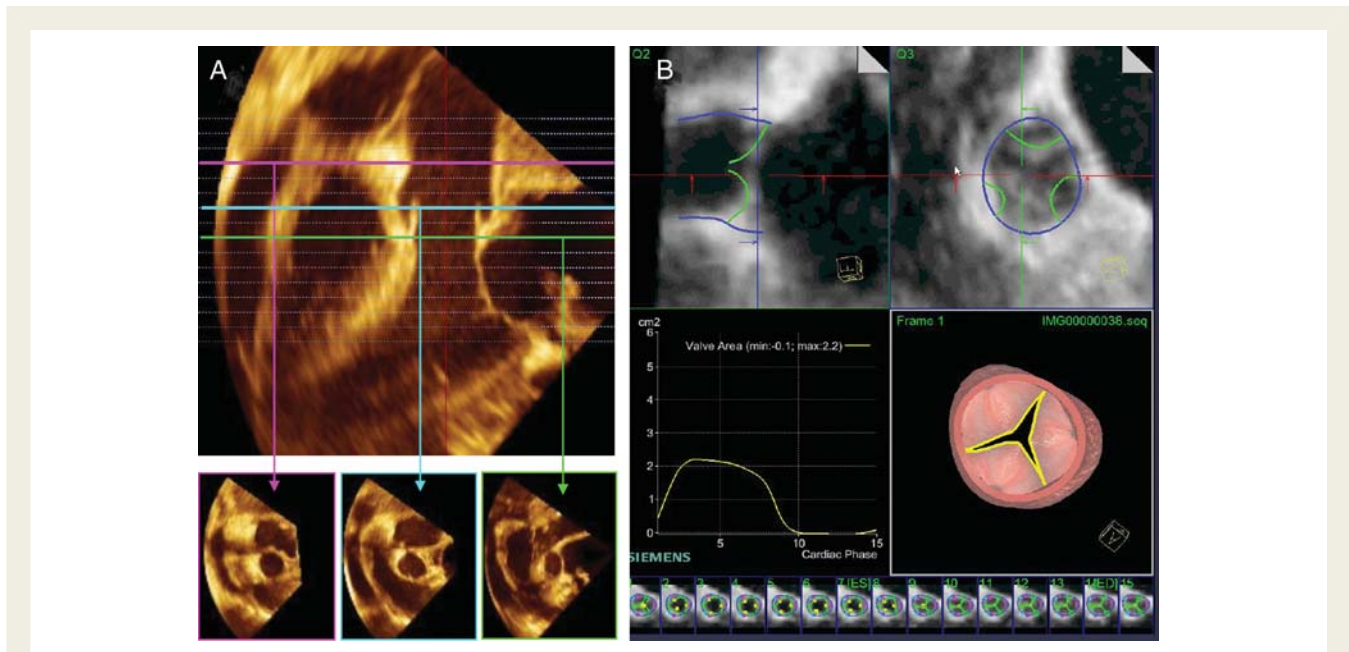 A
Q2
B
Q3
cm2
6
5
4
3
2
1
0
Valve Area (min:-0.1; max:2.2)
5
10
15
Cardiac Phase
SIEMENS
Frame 1
IMG00000036.seq
1 2 3 4 5 6 7 [ES] 8 9 10 11 12 13 14[ED] 15